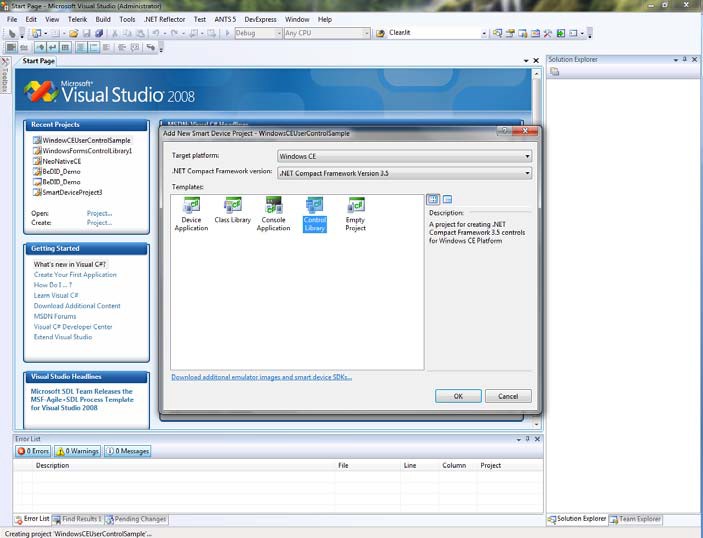 Start Page - Microsoft Visual Studio (Administrator)
File Edit View Telerik Build Tools .NET Reflector Test ANTS 5 DevExpress Window Help
Debug Any CPU ClearJit
Toolbox
Start Page
Solution Explorer
Microsoft®
Visual Studio® 2008
Recent Projects
WindowCEUserControlSample
WindowsFormsControlLibrary1
NeoNativeCE
BeDID_Demo
BeDID_Demo
SmartDeviceProject3
Open: Project...
Create: Project...
Getting Started
What's new in Visual C#?
Create Your First Application
How Do I ... ?
Learn Visual C#
Download Additional Content
MSDN Forums
Visual C# Developer Center
Extend Visual Studio
Visual Studio Headlines
Microsoft SDL Team Releases the
MSF-Agile+SDL Process Template
for Visual Studio 2008
MSDN: Visual C# Headlines
Add New Smart Device Project - WindowsCEUserControlSample
Target platform: Windows CE
.NET Compact Framework version: .NET Compact Framework Version 3.5
Templates:
Device Application
Class Library
Console Application
Control Library
Empty Project
Description:
A project for creating .NET
Compact Framework 3.5 controls
for Windows CE Platform
Download additonal emulator images and smart device SDKs...
OK Cancel
Error List
0 Errors 0 Warnings 0 Messages
Description File Line Column Project
Error List Find Results 1 Pending Changes
Solution Explorer Team Explorer
Creating project 'WindowsCEUserControlSample'...